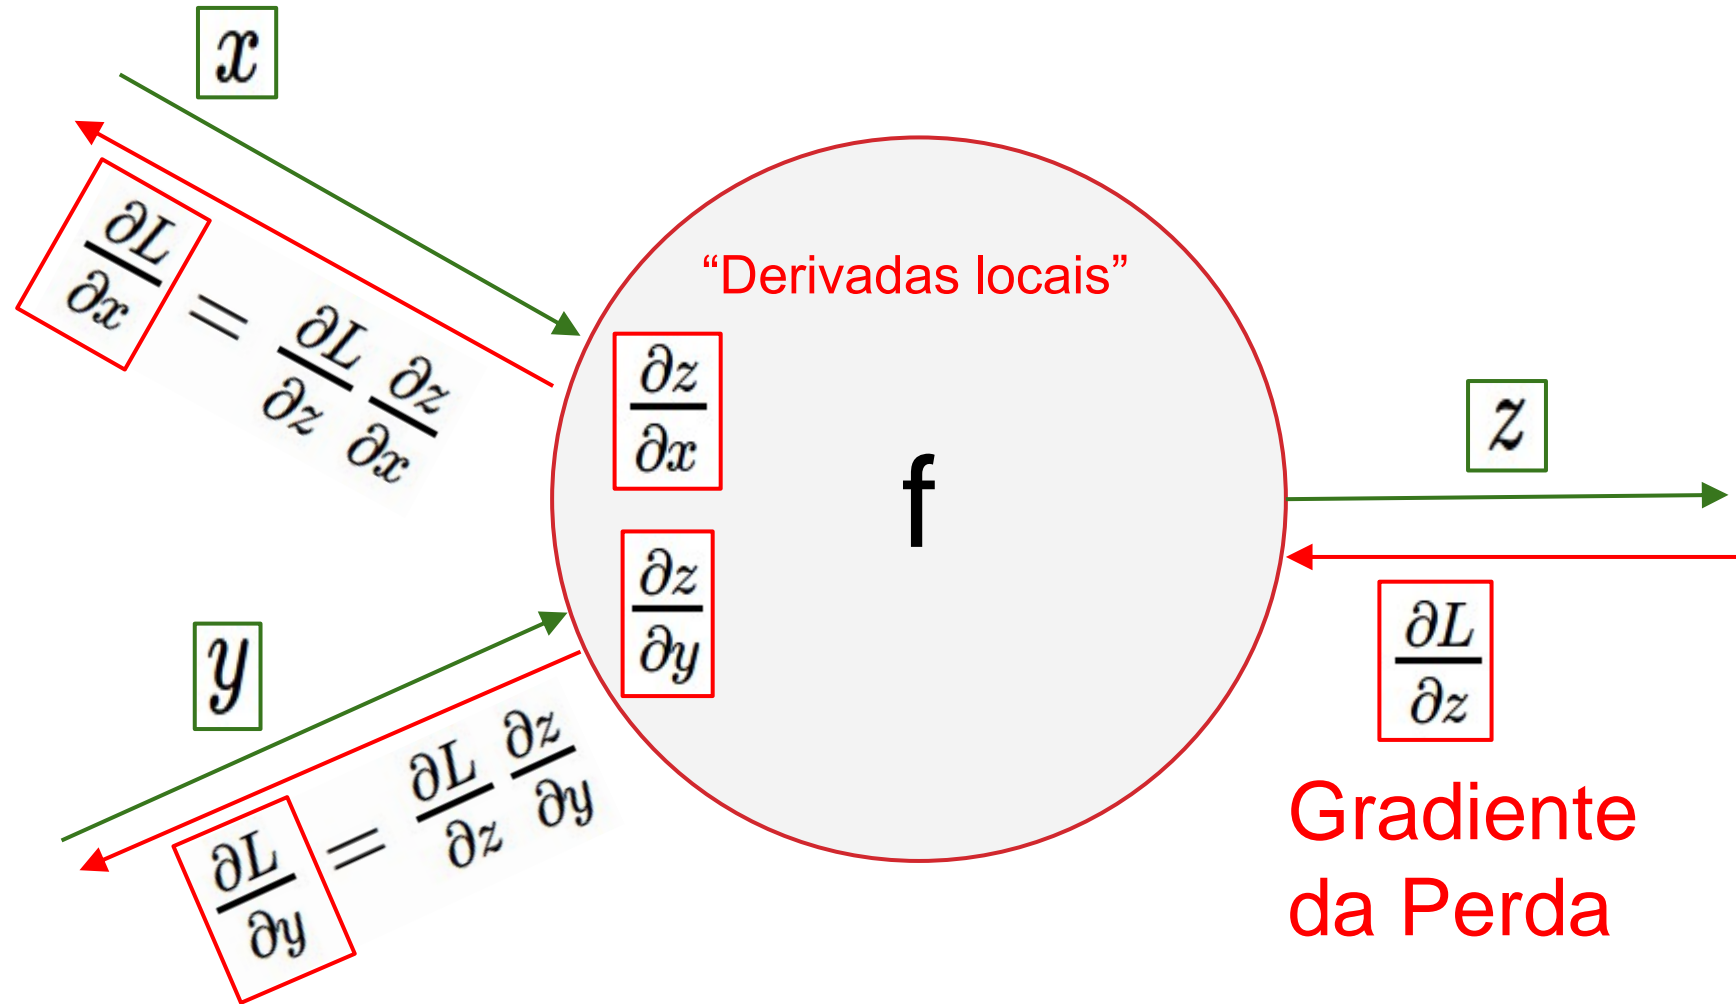 x
∂L/∂x = ∂L/∂z ∂z/∂x
“Derivadas locais”
∂z/∂x
f
∂z/∂y
z
∂L/∂z
Gradiente
da Perda
y
∂L/∂y = ∂L/∂z ∂z/∂y